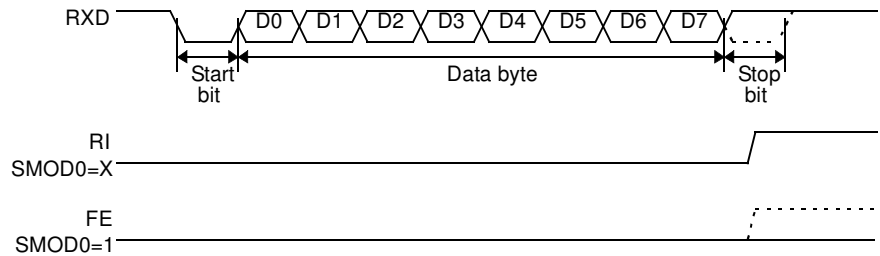 RXD D0 D1 D2 D3 D4 D5 D6 D7
Start bit
Data byte
Stop bit
RI
SMOD0=X
FE
SMOD0=1